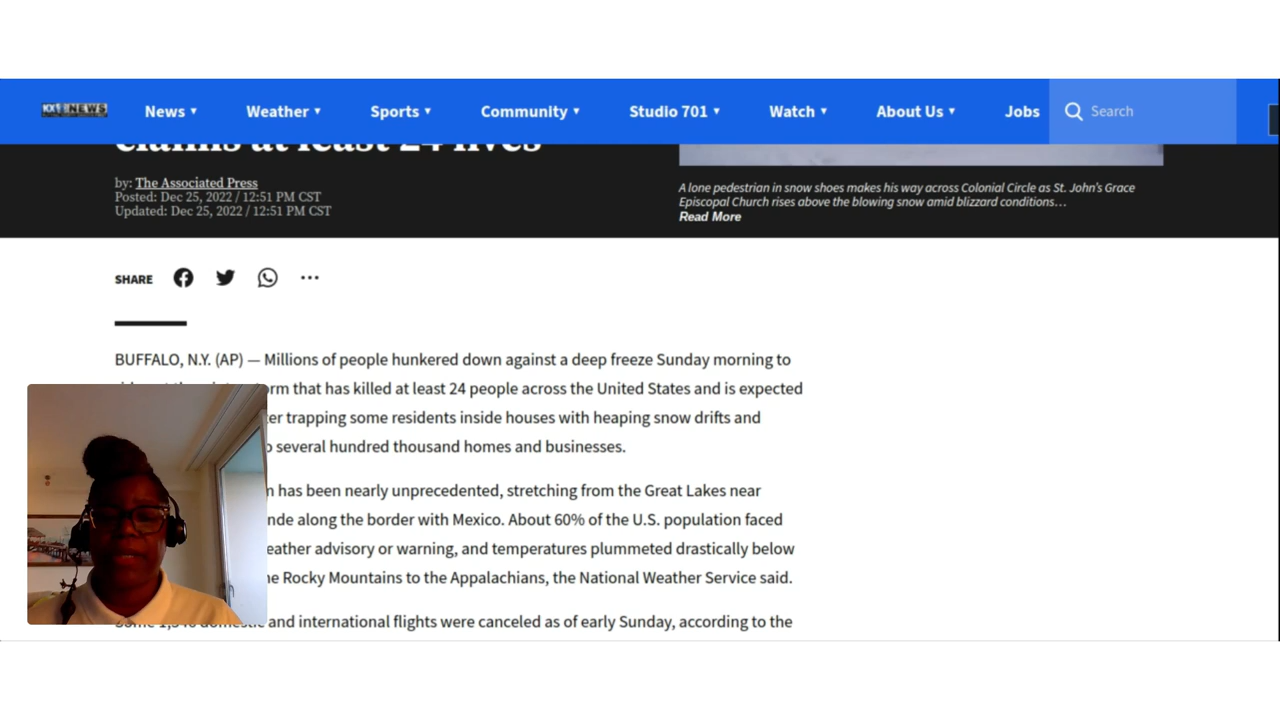 KX NEWS
News ▾ Weather ▾ Sports ▾ Community ▾ Studio 701 ▾ Watch ▾ About Us ▾ Jobs Search
claims at least 24 lives
by: The Associated Press
Posted: Dec 25, 2022 / 12:51 PM CST
Updated: Dec 25, 2022 / 12:51 PM CST
A lone pedestrian in snow shoes makes his way across Colonial Circle as St. John's Grace
Episcopal Church rises above the blowing snow amid blizzard conditions…
Read More
SHARE
BUFFALO, N.Y. (AP) — Millions of people hunkered down against a deep freeze Sunday morning to
that has killed at least 24 people across the United States and is expected
trapping some residents inside houses with heaping snow drifts and
several hundred thousand homes and businesses.
has been nearly unprecedented, stretching from the Great Lakes near
along the border with Mexico. About 60% of the U.S. population faced
advisory or warning, and temperatures plummeted drastically below
Rocky Mountains to the Appalachians, the National Weather Service said.
and international flights were canceled as of early Sunday, according to the